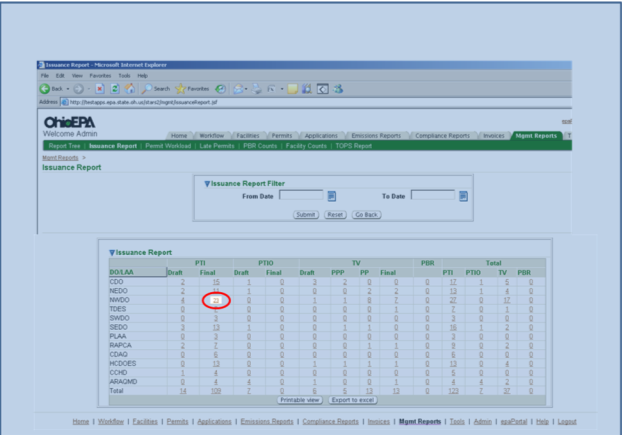 Issuance Report - Microsoft Internet Explorer
File Edit View Favorites Tools Help
Back Search Favorites
Address http://testapps.epa.state.oh.us/stars2/mgmt/issuanceReport.jsf
OhioEPA
Welcome Admin
Home Workflow Facilities Permits Applications Emissions Reports Compliance Reports Invoices Mgmt Reports
Report Tree | Issuance Report | Permit Workload | Late Permits | PBR Counts | Facility Counts | TOPS Report
Mgmt Reports >
Issuance Report
Issuance Report Filter
From Date To Date
Submit Reset Go Back
Issuance Report
PTI PTIO TV PBR Total
DO/LAA Draft Final Draft Final Draft PPP PP Final PTI PTIO TV PBR
CDO 2 15 1 0 3 2 0 0 0 17 1 5 0
NEDO 2 11 1 0 0 0 2 2 0 13 1 4 0
NWDO 4 23 0 0 1 1 8 7 0 27 0 17 0
TDES 0 0 0 0 0 0 1 0 7 0 1 0
SWDO 0 3 0 0 0 0 0 0 0 3 0 0 0
SEDO 3 13 1 0 0 1 1 0 0 16 1 2 0
PLAA 0 3 0 0 0 0 0 0 0 3 0 0 0
RAPCA 2 7 0 0 0 0 1 1 0 9 0 2 0
CDAQ 0 6 0 0 0 0 0 0 0 6 0 0 0
HCDOES 0 13 0 0 1 1 1 1 0 13 0 4 0
CCHD 1 4 0 0 0 0 0 0 0 5 0 0 0
ARAQMD 0 4 4 0 1 0 0 1 0 4 4 2 0
Total 14 109 7 0 6 5 13 13 0 123 7 37 0
Printable view Export to excel
Home | Workflow | Facilities | Permits | Applications | Emissions Reports | Compliance Reports | Invoices | Mgmt Reports | Tools | Admin | epaPortal | Help | Logout